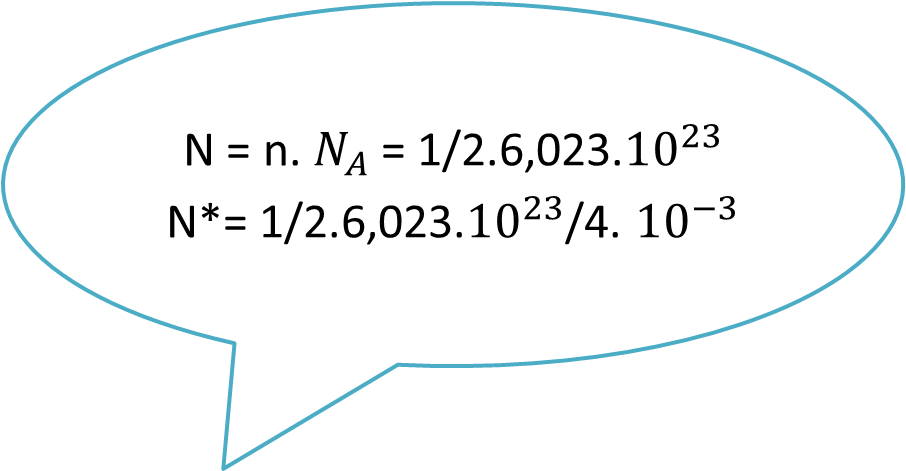 N = n. N_A = 1/2.6,023.10^23
N*= 1/2.6,023.10^23/4. 10^−3